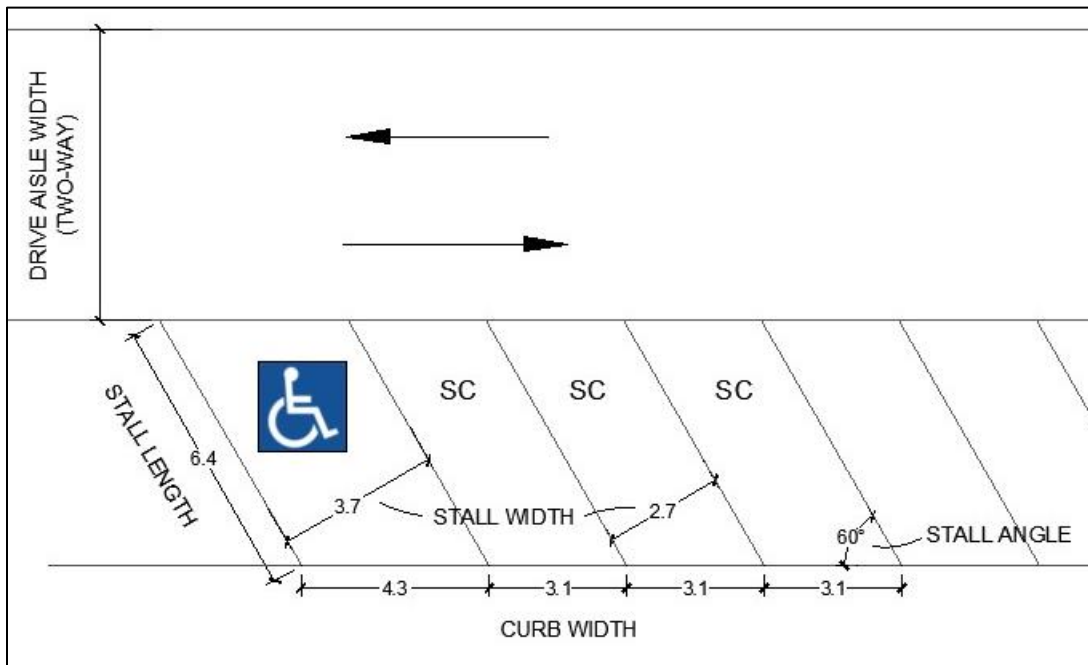 DRIVE AISLE WIDTH
(TWO-WAY)
SC
SC
SC
STALL LENGTH
6.4
3.7
STALL WIDTH
2.7
60°
STALL ANGLE
4.3
3.1
3.1
3.1
CURB WIDTH